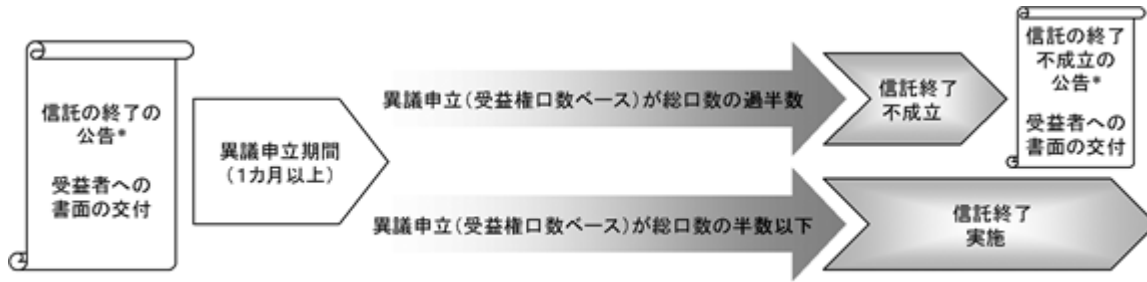 信託の終了の
公告*
受益者への
書面の交付
異議申立期間
(1カ月以上)
異議申立(受益権口数ベース)が総口数の過半数
信託終了
不成立
信託の終了
不成立の
公告*
受益者への
書面の交付
異議申立(受益権口数ベース)が総口数の半数以下
信託終了
実施